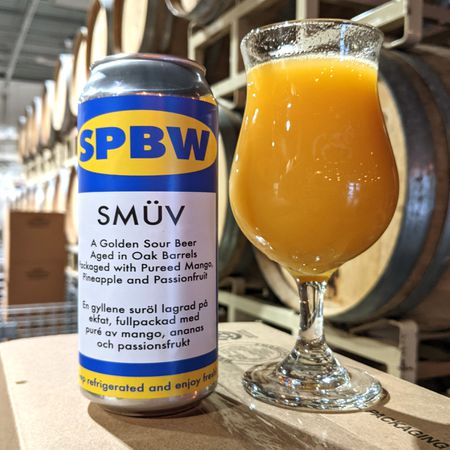 SPBW
SMÜV
A Golden Sour Beer
Aged in Oak Barrels
Packaged with Pureed Mango,
Pineapple and Passionfruit
En gyllene suröl lagrad på
ekfat, fullpackad med
puré av mango, ananas
och passionsfrukt
refrigerated and enjoy
PACKAGING